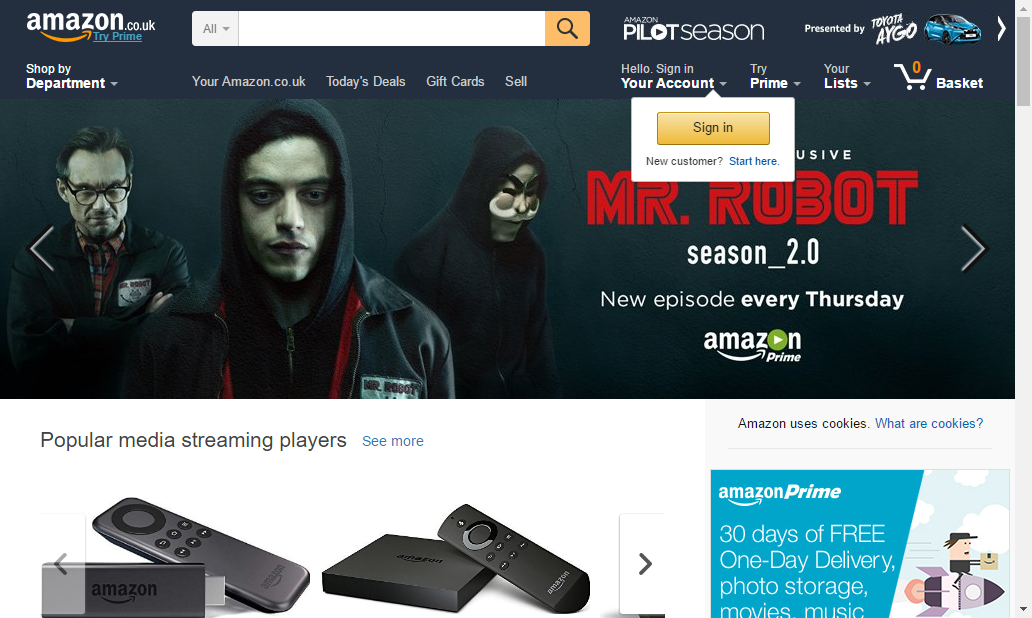 amazon.co.uk
Try Prime
All
AMAZON
PILOT SEASON
Presented by TOYOTA AYGO
Shop by
Department
Your Amazon.co.uk Today's Deals Gift Cards Sell
Hello. Sign in
Your Account
Try
Prime
Your
Lists
0
Basket
Sign in
New customer? Start here.
USIVE
MR. ROBOT
season_2.0
New episode every Thursday
amazon
Prime
MR. ROBOT
MR. ROBOT
Popular media streaming players See more
Amazon uses cookies. What are cookies?
amazon
amazon
amazon
amazon
amazonPrime
30 days of FREE
One-Day Delivery,
photo storage,
movies, music